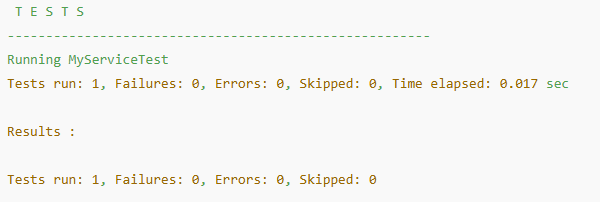 T E S T S
-------------------------------------------------------
Running MyServiceTest
Tests run: 1, Failures: 0, Errors: 0, Skipped: 0, Time elapsed: 0.017 sec
Results :
Tests run: 1, Failures: 0, Errors: 0, Skipped: 0